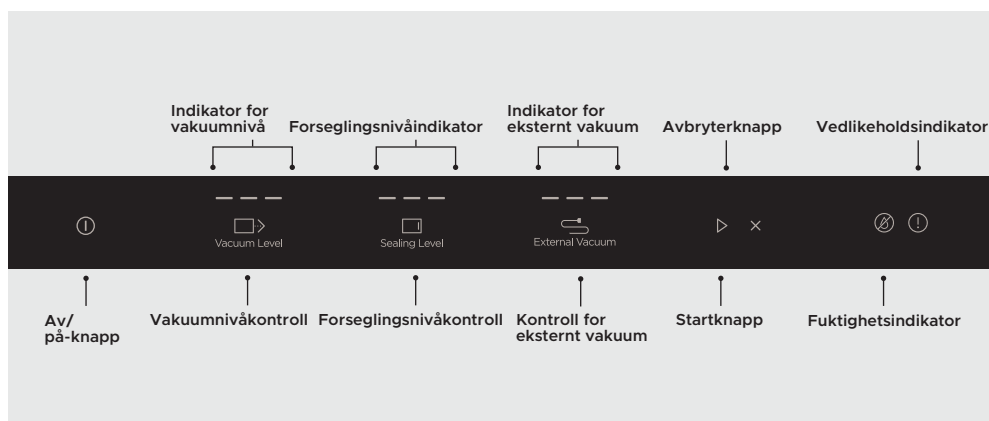 Indikator for
vakuumnivå
Forseglingsnivåindikator
Indikator for
eksternt vakuum
Avbryterknapp
Vedlikeholdsindikator
Vacuum Level
Sealing Level
External Vacuum
Av/
på-knapp
Vakuumnivåkontroll
Forseglingsnivåkontroll
Kontroll for
eksternt vakuum
Startknapp
Fuktighetsindikator